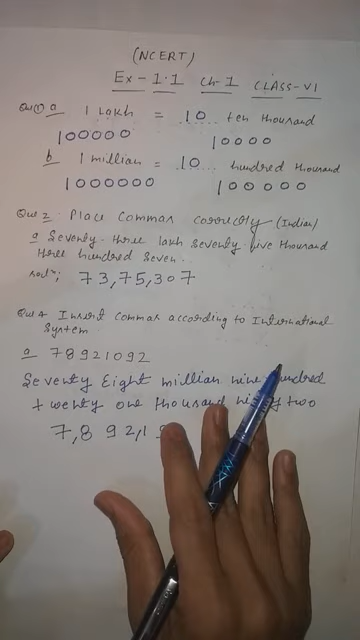 (NCERT)
Ex-1.1 Ch-1 CLASS-VI
Que① a 1 lakh = 10 ten thousand
100000 10000
b 1 million = 10 hundred thousand
1000000 100000
Que 2 Place Commas correctly (Indian)
a Seventy-three lakh seventy-five thousand
three hundred seven.
solⁿ; 73,75,307
Que 4 Insert Commas according to International
System
a 78921092
Seventy Eight million nine hundred
twenty one thousand ninety two
7,8 92,1